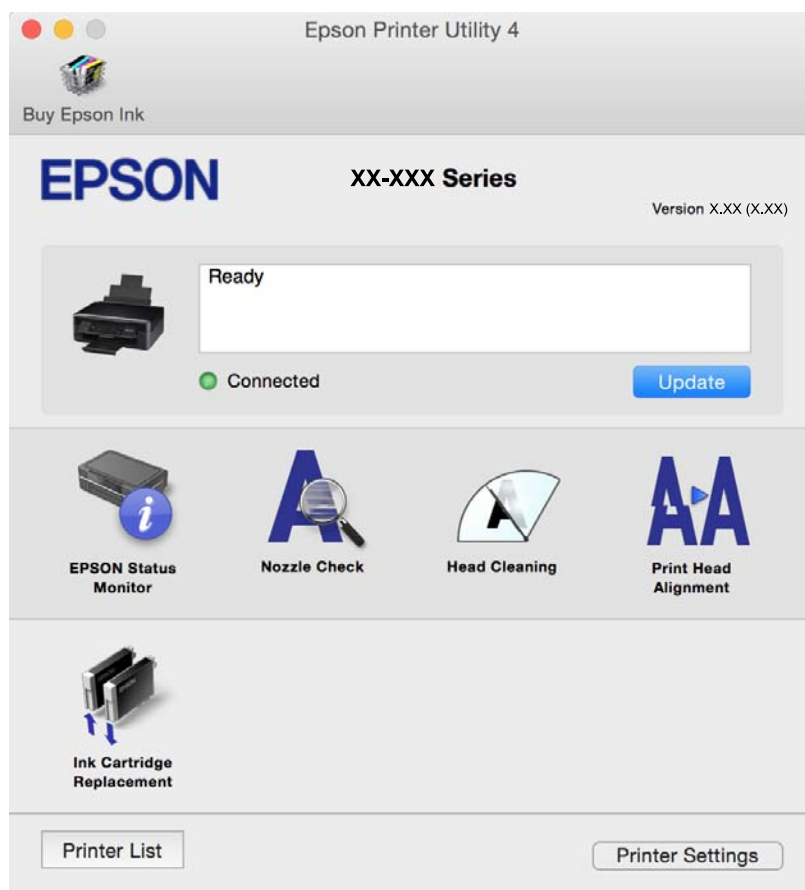 Epson Printer Utility 4
Buy Epson Ink
EPSON
XX-XXX Series
Version X.XX (X.XX)
Ready
Connected
Update
EPSON Status
Monitor
Nozzle Check
Head Cleaning
Print Head
Alignment
Ink Cartridge
Replacement
Printer List
Printer Settings